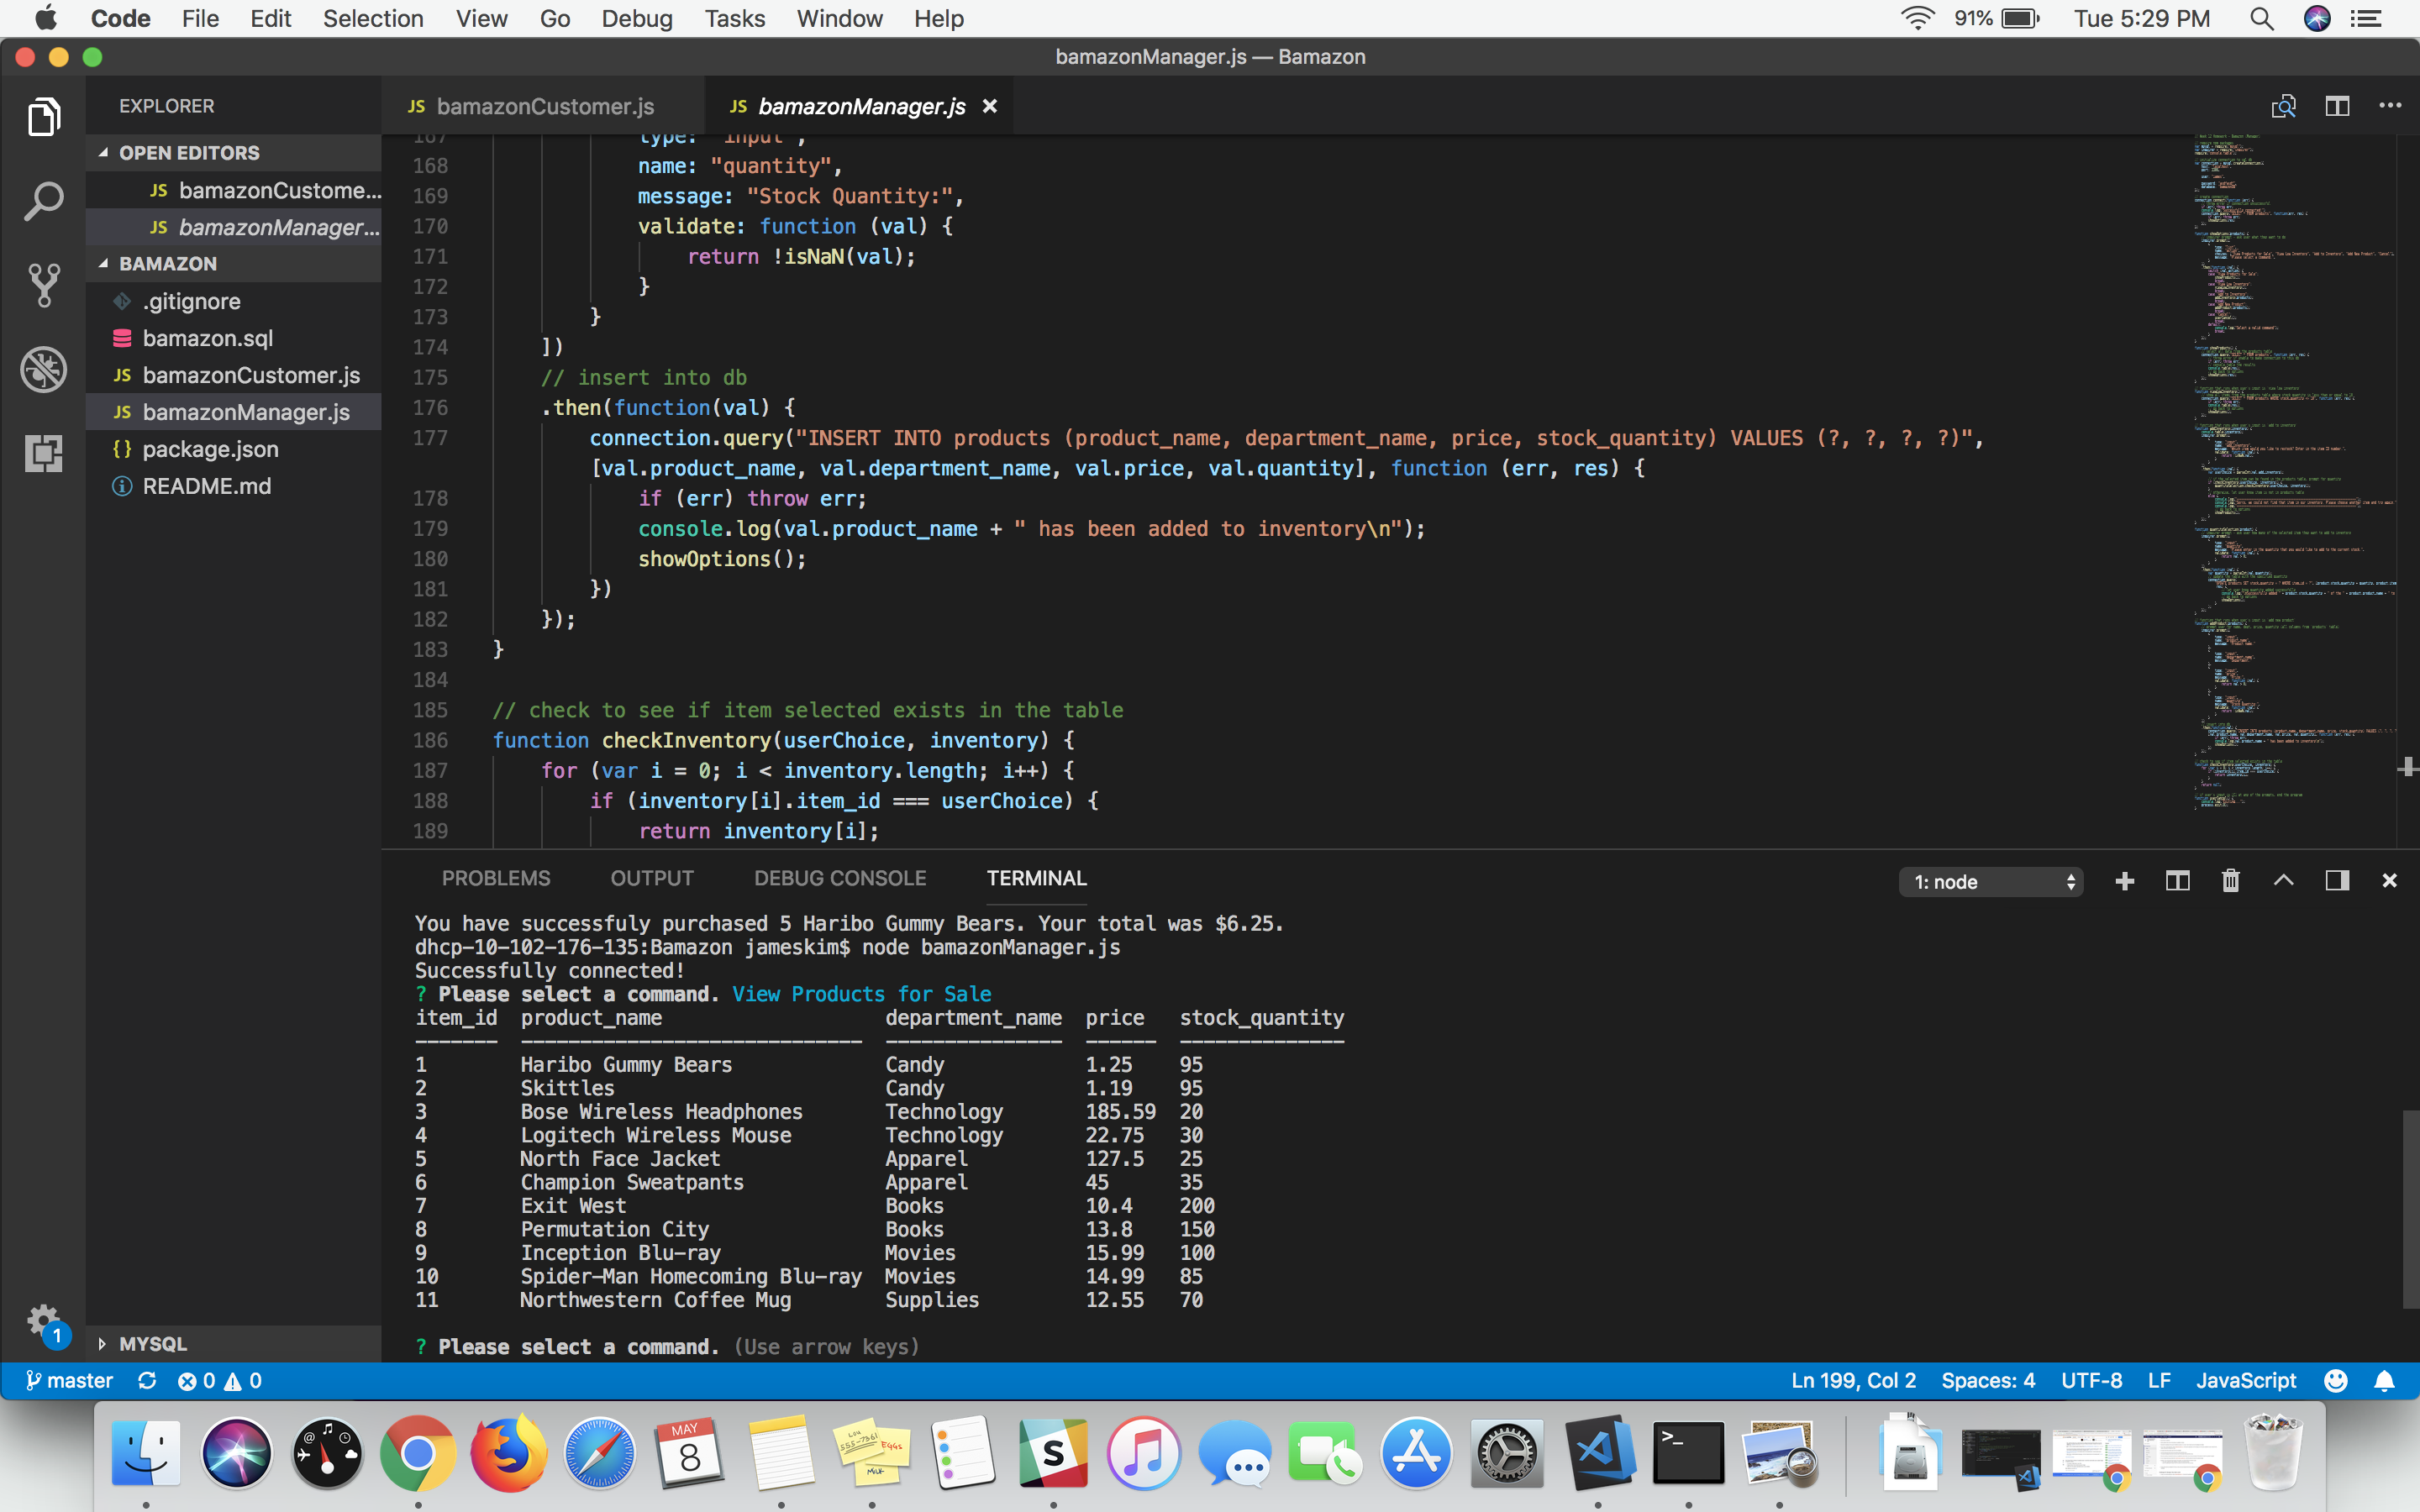 Code File Edit Selection View Go Debug Tasks Window Help 91% Tue 5:29 PM
bamazonManager.js — Bamazon
EXPLORER
OPEN EDITORS
JS bamazonCustome...
JS bamazonManager...
BAMAZON
.gitignore
bamazon.sql
JS bamazonCustomer.js
JS bamazonManager.js
{} package.json
README.md
MYSQL
1
JS bamazonCustomer.js JS bamazonManager.js
167 type: "input",
168 name: "quantity",
169 message: "Stock Quantity:",
170 validate: function (val) {
171 return !isNaN(val);
172 }
173 }
174 ])
175 // insert into db
176 .then(function(val) {
177 connection.query("INSERT INTO products (product_name, department_name, price, stock_quantity) VALUES (?, ?, ?, ?)",
[val.product_name, val.department_name, val.price, val.quantity], function (err, res) {
178 if (err) throw err;
179 console.log(val.product_name + " has been added to inventory\n");
180 showOptions();
181 })
182 });
183 }
184
185 // check to see if item selected exists in the table
186 function checkInventory(userChoice, inventory) {
187 for (var i = 0; i < inventory.length; i++) {
188 if (inventory[i].item_id === userChoice) {
189 return inventory[i];
PROBLEMS OUTPUT DEBUG CONSOLE TERMINAL 1: node
You have successfuly purchased 5 Haribo Gummy Bears. Your total was $6.25.
dhcp-10-102-176-135:Bamazon jameskim$ node bamazonManager.js
Successfully connected!
? Please select a command. View Products for Sale
item_id product_name department_name price stock_quantity
------- ----------------------------- --------------- ------ --------------
1 Haribo Gummy Bears Candy 1.25 95
2 Skittles Candy 1.19 95
3 Bose Wireless Headphones Technology 185.59 20
4 Logitech Wireless Mouse Technology 22.75 30
5 North Face Jacket Apparel 127.5 25
6 Champion Sweatpants Apparel 45 35
7 Exit West Books 10.4 200
8 Permutation City Books 13.8 150
9 Inception Blu-ray Movies 15.99 100
10 Spider-Man Homecoming Blu-ray Movies 14.99 85
11 Northwestern Coffee Mug Supplies 12.55 70
? Please select a command. (Use arrow keys)
master 0 0 Ln 199, Col 2 Spaces: 4 UTF-8 LF JavaScript
MAY
8